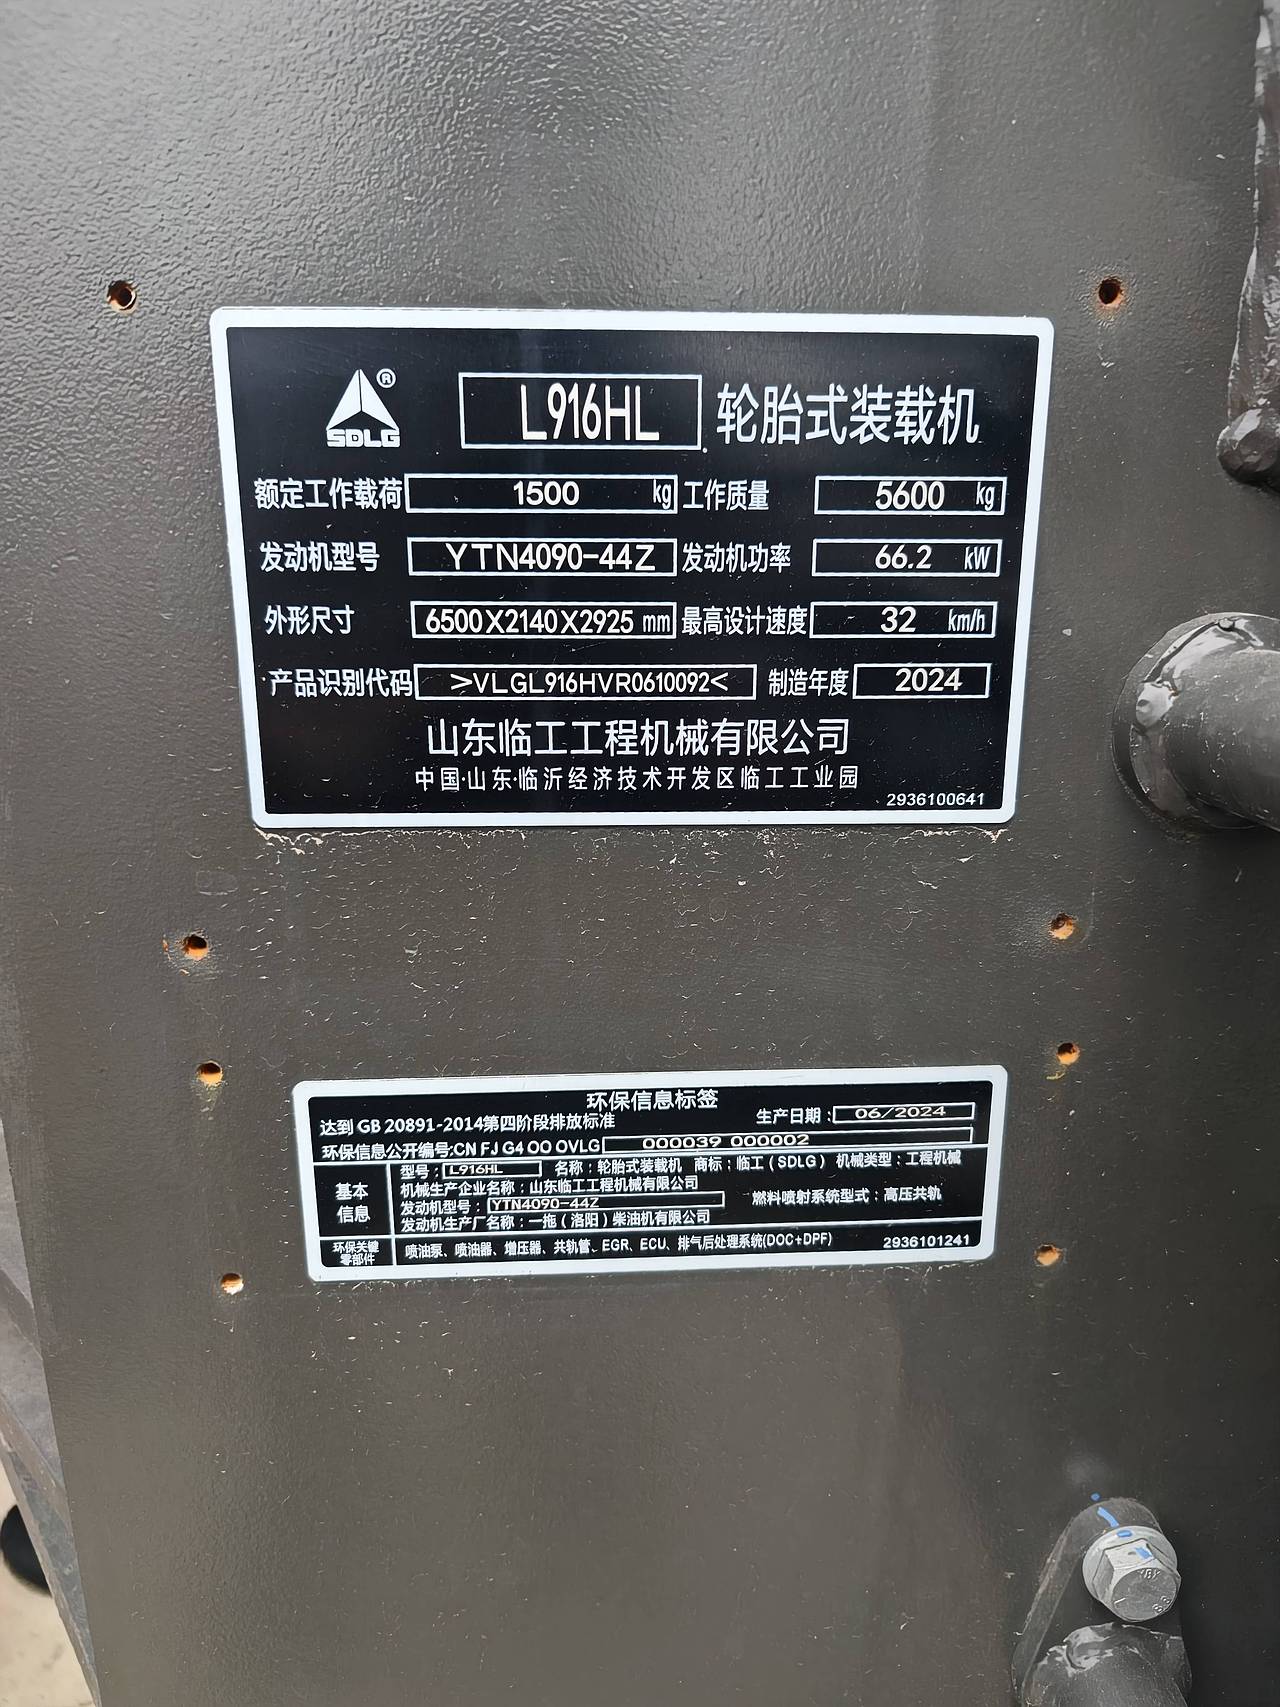 SDLG ® L916HL 轮胎式装载机
额定工作载荷 1500 kg 工作质量 5600 kg
发动机型号 YTN4090-44Z 发动机功率 66.2 kW
外形尺寸 6500X2140X2925 mm 最高设计速度 32 km/h
产品识别代码 >VLGL916HVR0610092< 制造年度 2024
山东临工工程机械有限公司
中国·山东·临沂经济技术开发区临工工业园
2936100641
环保信息标签
达到 GB 20891-2014第四阶段排放标准 生产日期: 06/2024
环保信息公开编号:CN FJ G4 00 0VLG 000039 000002
基本信息
型号: L916HL 名称: 轮胎式装载机 商标: 临工 (SDLG) 机械类型: 工程机械
机械生产企业名称: 山东临工工程机械有限公司
发动机型号: YTN4090-44Z 燃料喷射系统型式: 高压共轨
发动机生产厂名称: 一拖 (洛阳) 柴油机有限公司
环保关键零部件
喷油泵、喷油器、增压器、共轨管、EGR、ECU、排气后处理系统(DOC+DPF) 2936101241